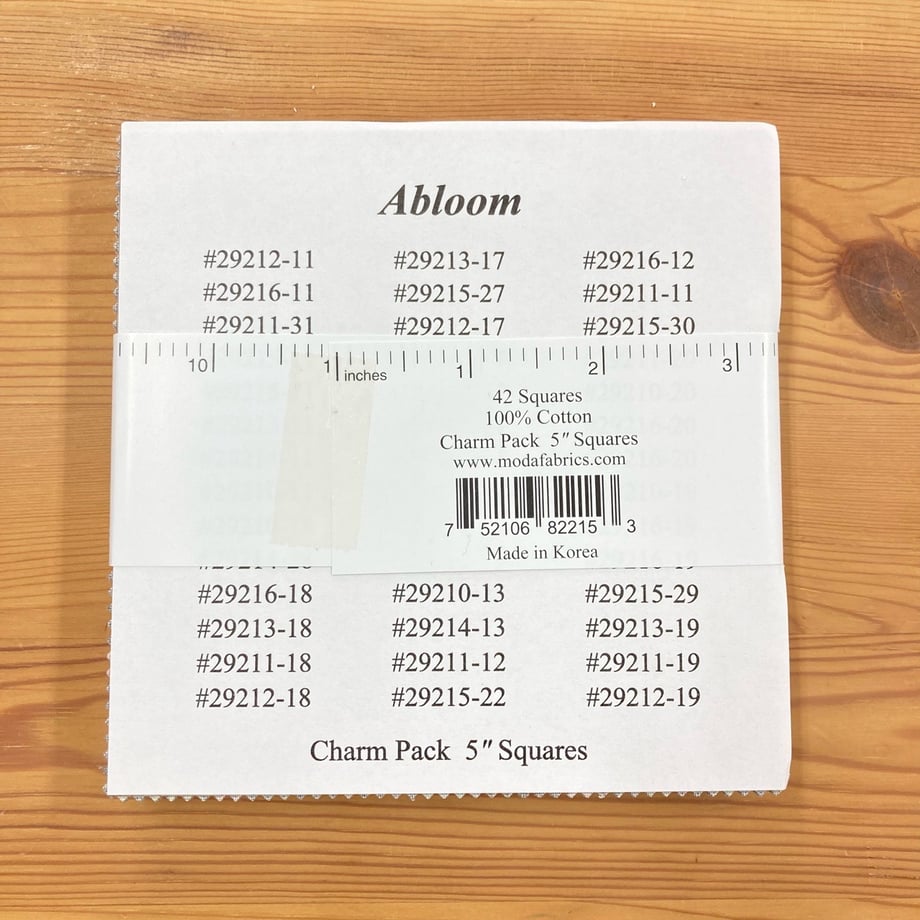 Abloom
#29212-11 #29213-17 #29216-12
#29216-11 #29215-27 #29211-11
#29211-31 #29212-17 #29215-30
10 1 inches 1 2 3
42 Squares
100% Cotton
Charm Pack 5" Squares
www.modafabrics.com
7 52106 82215 3
Made in Korea
#29216-18 #29210-13 #29215-29
#29213-18 #29214-13 #29213-19
#29211-18 #29211-12 #29211-19
#29212-18 #29215-22 #29212-19
Charm Pack 5" Squares